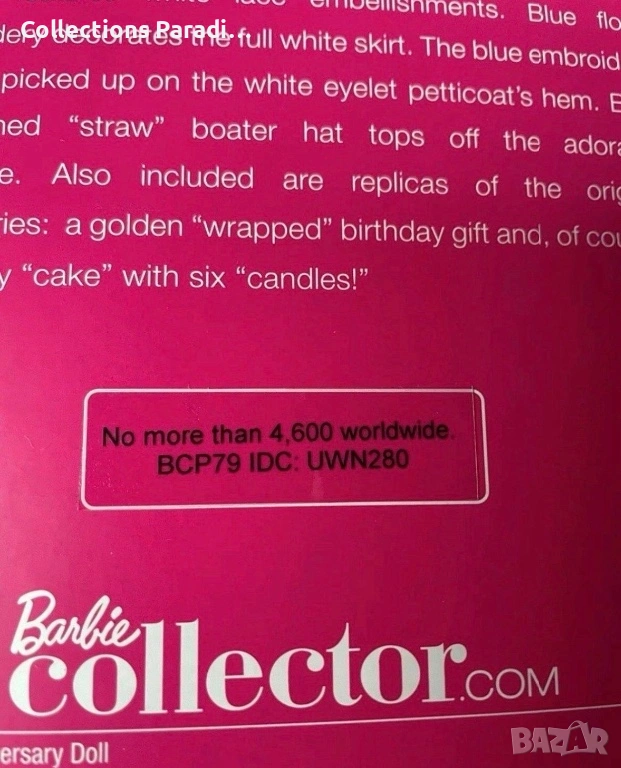 Collections Paradi...
embellishments. Blue
decorates the full white skirt. The blue
picked up on the white eyelet petticoat's hem.
"straw" boater hat tops off the
Also included are replicas of the
a golden "wrapped" birthday gift and, of
"cake" with six "candles!"
No more than 4,600 worldwide.
BCP79 IDC: UWN280
Barbie
collector.COM
Doll
BAZAR